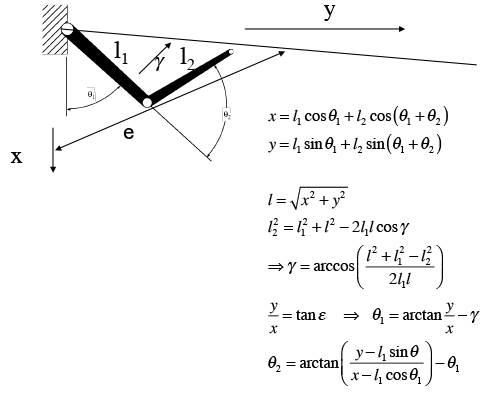 y
l₁
γ
l₂
θ₁
θ₂
e
x
x = l₁ cos θ₁ + l₂ cos(θ₁ + θ₂)
y = l₁ sin θ₁ + l₂ sin(θ₁ + θ₂)
l = √(x² + y²)
l₂² = l₁² + l² − 2l₁l cos γ
⇒ γ = arccos((l² + l₁² − l₂²) / (2l₁l))
y/x = tan ε ⇒ θ₁ = arctan y/x − γ
θ₂ = arctan((y − l₁ sin θ) / (x − l₁ cos θ₁)) − θ₁